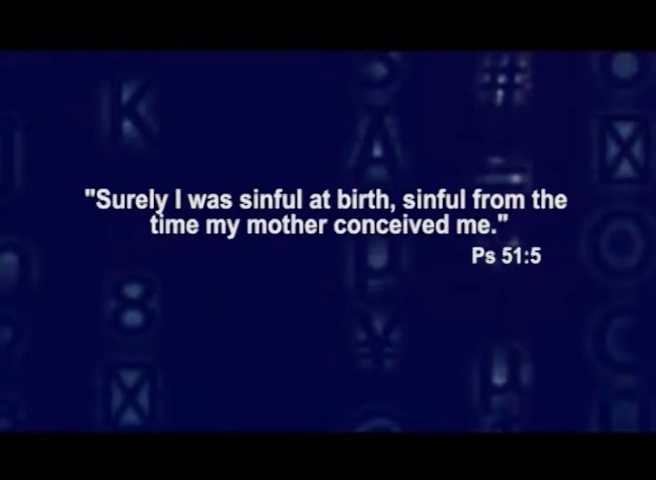 "Surely I was sinful at birth, sinful from the
time my mother conceived me."
Ps 51:5